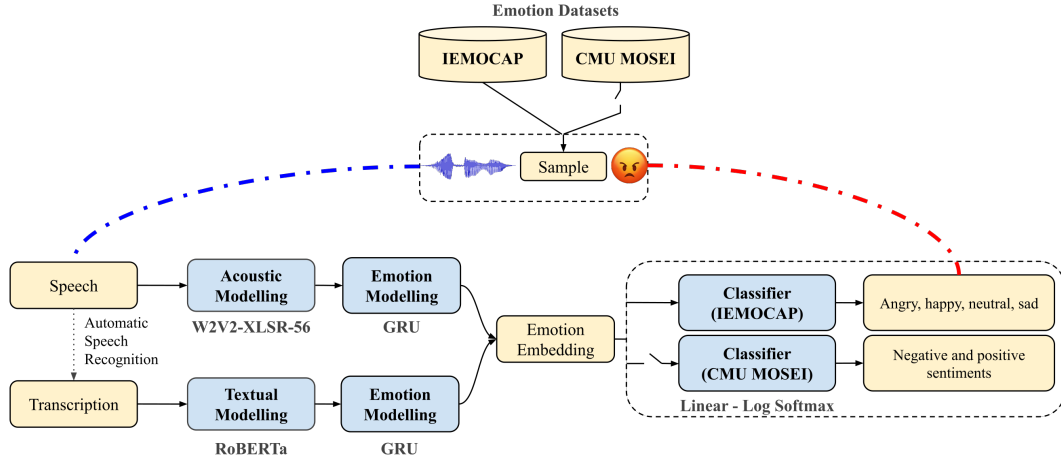 Emotion Datasets
IEMOCAP
CMU MOSEI
Sample
Speech
Acoustic
Modelling
W2V2-XLSR-56
Emotion
Modelling
GRU
Automatic
Speech
Recognition
Transcription
Textual
Modelling
RoBERTa
Emotion
Modelling
GRU
Emotion
Embedding
Classifier
(IEMOCAP)
Angry, happy, neutral, sad
Classifier
(CMU MOSEI)
Negative and positive
sentiments
Linear - Log Softmax